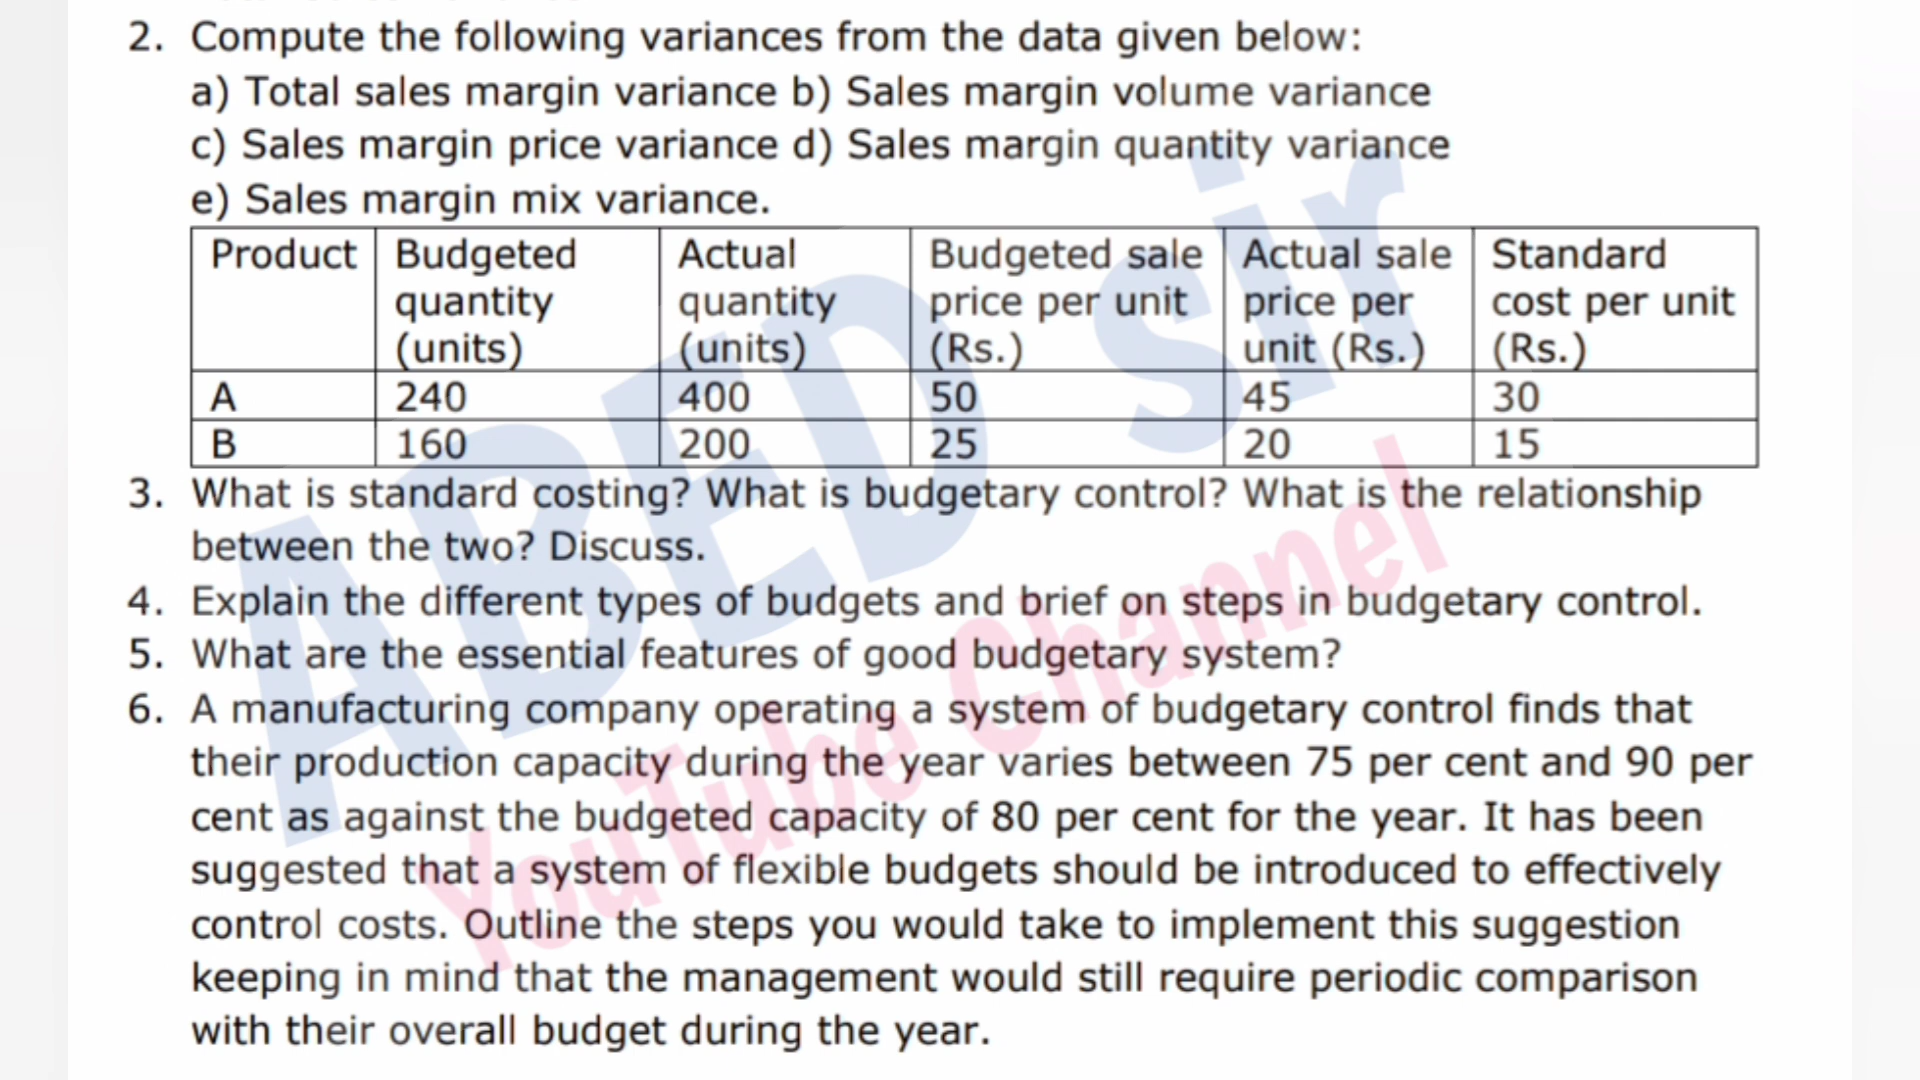 2. Compute the following variances from the data given below:
a) Total sales margin variance b) Sales margin volume variance
c) Sales margin price variance d) Sales margin quantity variance
e) Sales margin mix variance.
Product Budgeted quantity (units) Actual quantity (units) Budgeted sale price per unit (Rs.) Actual sale price per unit (Rs.) Standard cost per unit (Rs.)
A 240 400 50 45 30
B 160 200 25 20 15
3. What is standard costing? What is budgetary control? What is the relationship
between the two? Discuss.
4. Explain the different types of budgets and brief on steps in budgetary control.
5. What are the essential features of good budgetary system?
6. A manufacturing company operating a system of budgetary control finds that
their production capacity during the year varies between 75 per cent and 90 per
cent as against the budgeted capacity of 80 per cent for the year. It has been
suggested that a system of flexible budgets should be introduced to effectively
control costs. Outline the steps you would take to implement this suggestion
keeping in mind that the management would still require periodic comparison
with their overall budget during the year.
ABED sir
YouTube Channel